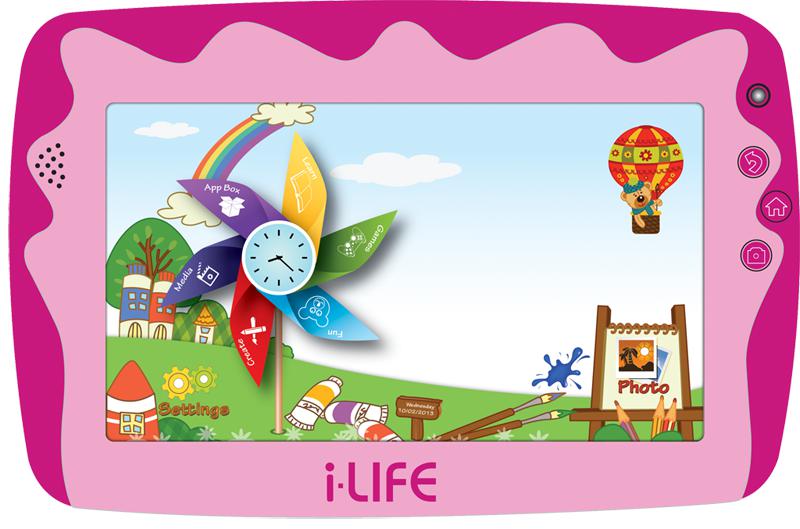 Learn
App Box
Games
Media
Fun
Create
Settings
Wednesday
10/02/2013
Photo
i-LIFE